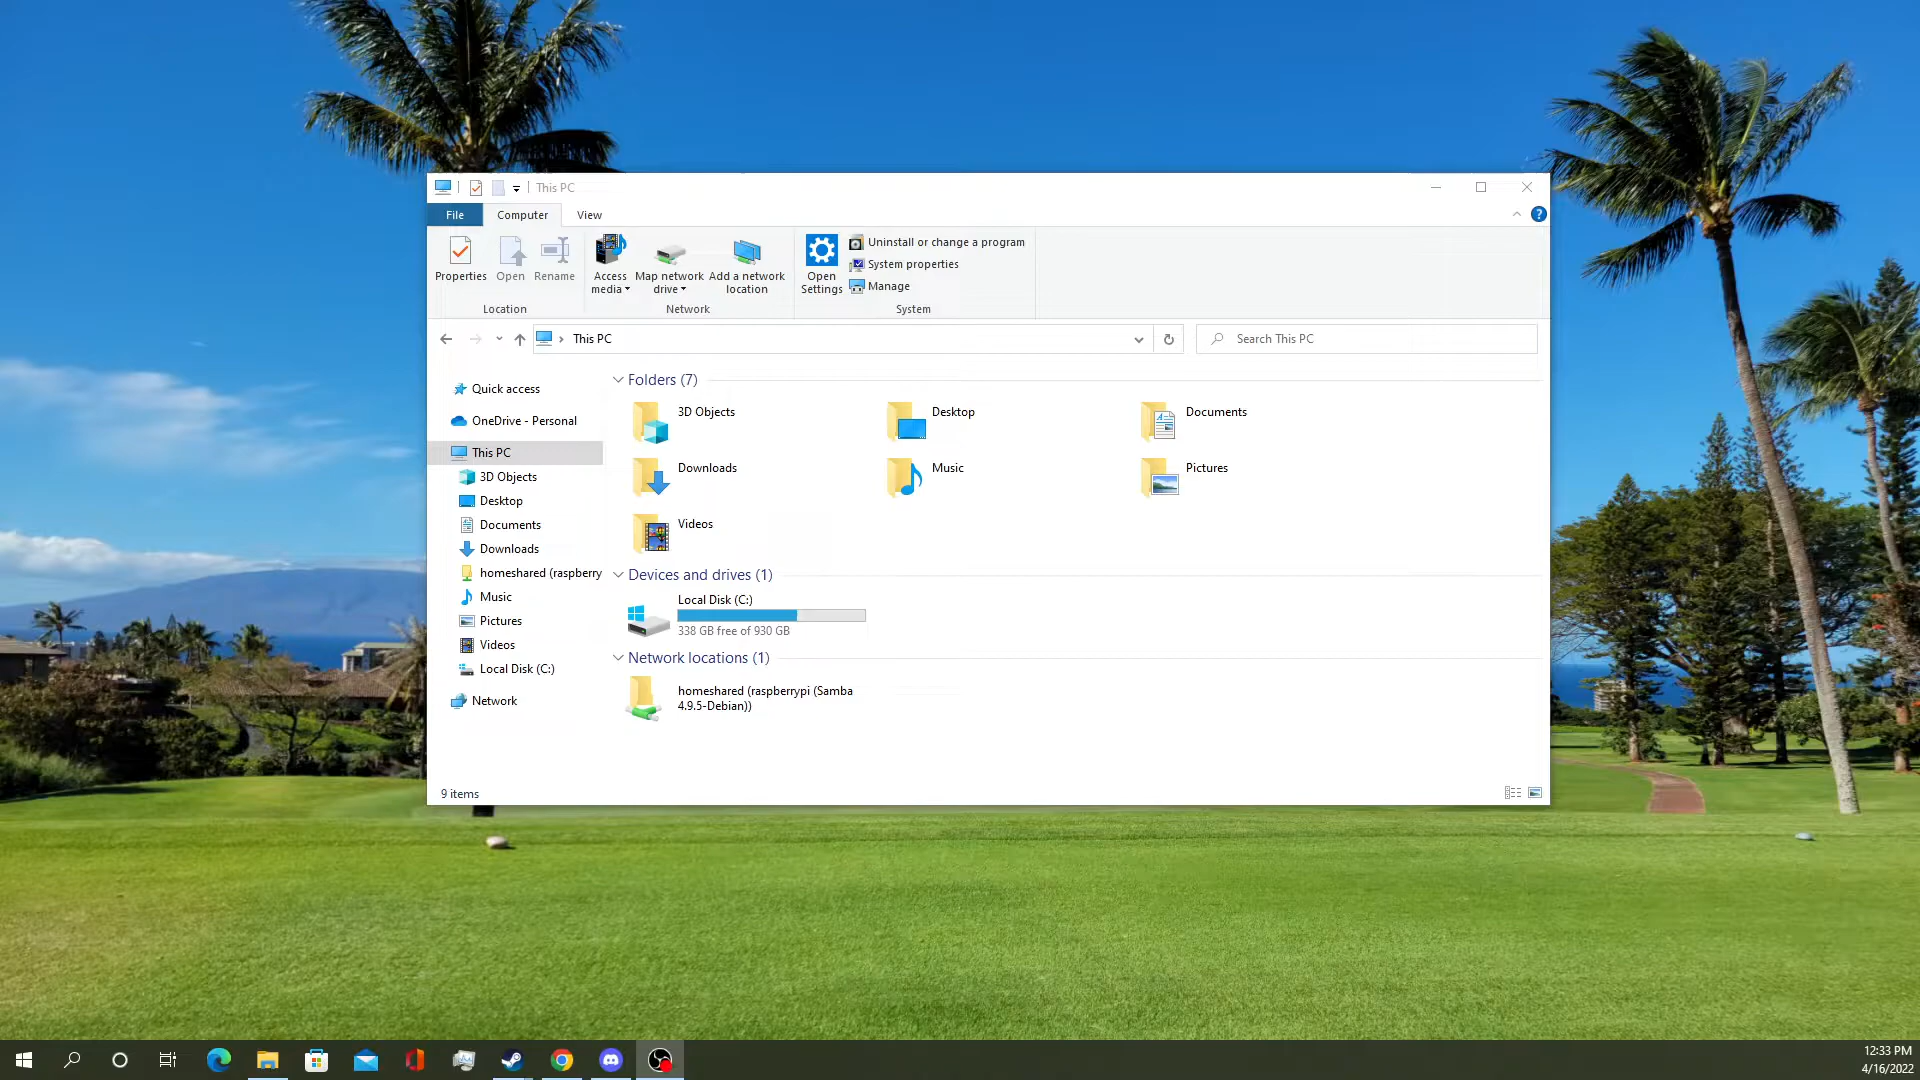 This PC
File
Computer
View
Properties
Open
Rename
Access
media
Map network
drive
Add a network
location
Open
Settings
Uninstall or change a program
System properties
Manage
Location
Network
System
This PC
Search This PC
Quick access
OneDrive - Personal
This PC
3D Objects
Desktop
Documents
Downloads
homeshared (raspberry
Music
Pictures
Videos
Local Disk (C:)
Network
Folders (7)
3D Objects
Desktop
Documents
Downloads
Music
Pictures
Videos
Devices and drives (1)
Local Disk (C:)
338 GB free of 930 GB
Network locations (1)
homeshared (raspberrypi (Samba
4.9.5-Debian))
9 items
12:33 PM
4/16/2022